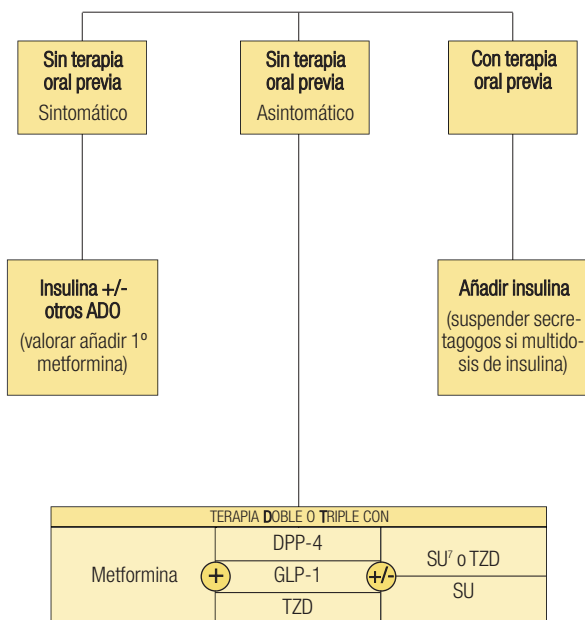 Sin terapia
oral previa
Sintomático
Sin terapia
oral previa
Asintomático
Con terapia
oral previa
Insulina +/-
otros ADO
(valorar añadir 1º
metformina)
Añadir insulina
(suspender secre-
tagogos si multido-
sis de insulina)
TERAPIA DOBLE O TRIPLE CON
Metformina
+
DPP-4
GLP-1
TZD
+/-
SU⁷ o TZD
SU